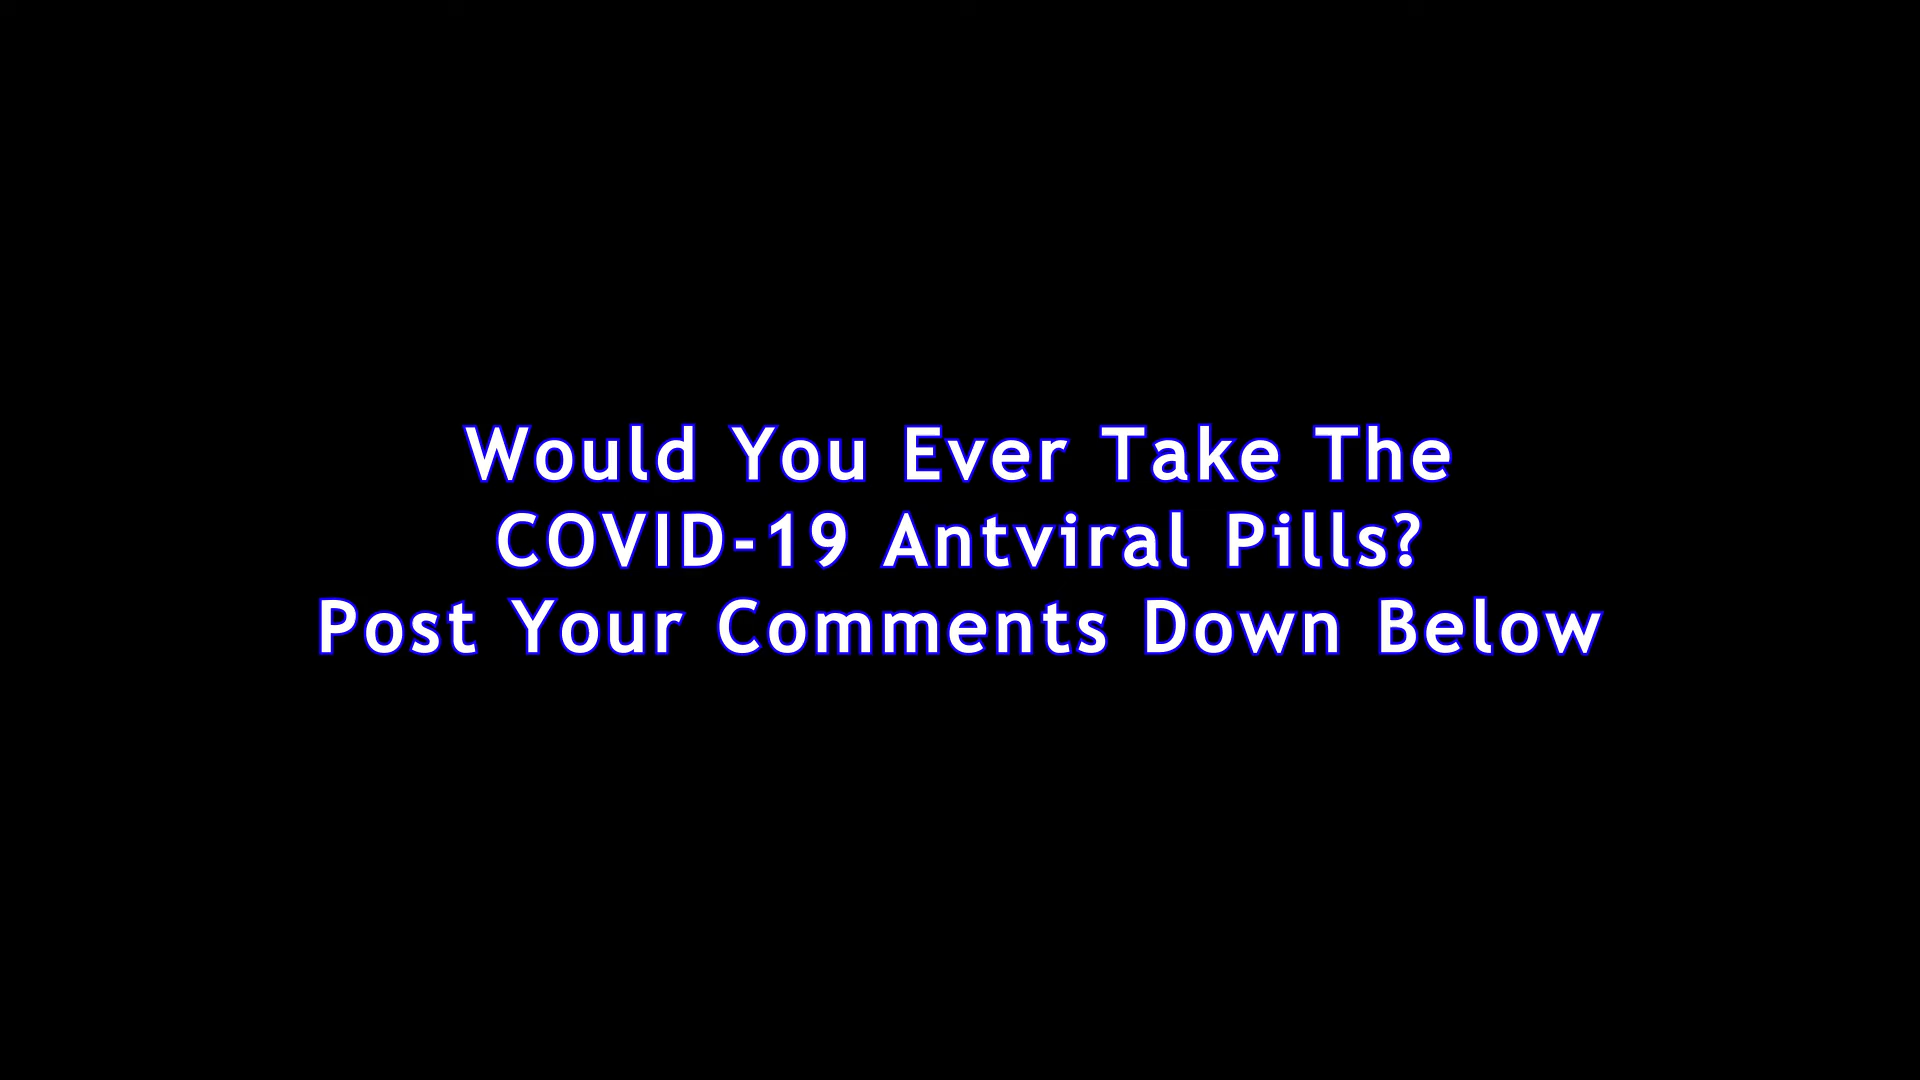 Would You Ever Take The
COVID-19 Antviral Pills?
Post Your Comments Down Below